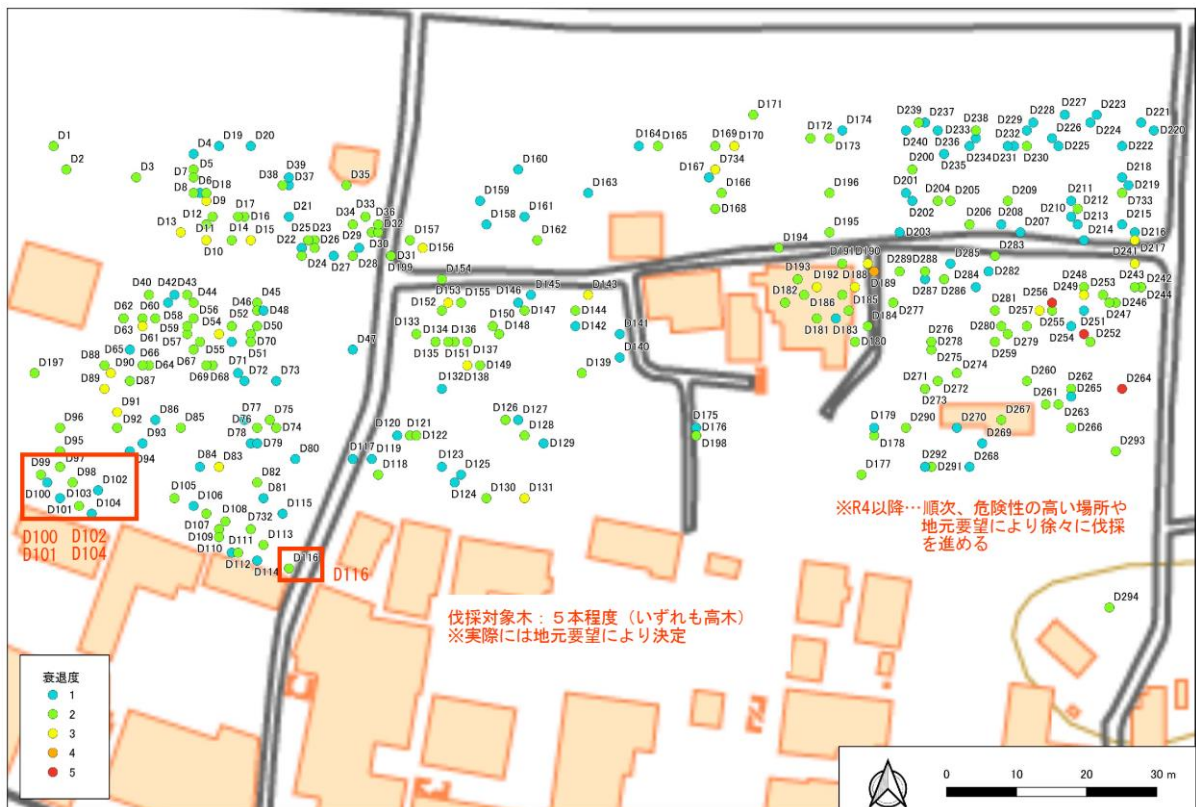 D1
D2
D3
D4
D19
D20
D5
D7
D6
D8
D18
D9
D39
D37
D38
D35
D12
D17
D16
D21
D13
D11
D10
D14
D15
D34
D33
D36
D32
D25
D23
D29
D30
D22
D26
D31
D24
D27
D28
D199
D157
D156
D160
D159
D163
D158
D161
D162
D164
D165
D169
D170
D171
D172
D174
D173
D167
D734
D166
D168
D196
D195
D194
D239
D237
D238
D229
D228
D227
D223
D221
D240
D233
D232
D226
D224
D220
D236
D234
D231
D230
D225
D222
D235
D200
D218
D201
D204
D205
D209
D211
D219
D202
D210
D212
D733
D206
D208
D207
D213
D215
D203
D214
D216
D217
D191
D190
D283
D241
D192
D188
D289
D288
D285
D193
D189
D287
D284
D282
D248
D243
D242
D182
D186
D185
D286
D249
D253
D244
D256
D246
D277
D281
D257
D255
D247
D181
D183
D184
D280
D254
D251
D279
D252
D180
D276
D259
D275
D274
D271
D272
D260
D262
D264
D273
D261
D265
D263
D267
D290
D270
D266
D179
D178
D269
D293
D177
D292
D291
D268
D294
D154
D153
D155
D145
D143
D152
D146
D147
D150
D144
D133
D134
D136
D148
D142
D141
D135
D151
D137
D140
D149
D139
D132
D138
D126
D127
D120
D121
D122
D128
D129
D117
D119
D118
D123
D125
D124
D130
D131
D175
D176
D198
D40
D42
D43
D44
D45
D46
D48
D62
D60
D58
D56
D52
D50
D63
D61
D59
D54
D57
D55
D70
D51
D47
D65
D66
D67
D197
D88
D90
D64
D69
D68
D71
D72
D73
D89
D87
D91
D86
D85
D77
D75
D96
D92
D76
D74
D95
D93
D78
D79
D94
D80
D97
D84
D83
D99
D98
D82
D102
D81
D100
D103
D105
D106
D115
D101
D104
D108
D107
D732
D109
D111
D113
D110
D112
D114
D116
D100 D102
D101 D104
D116
※R4以降…順次、危険性の高い場所や
地元要望により徐々に伐採
を進める
伐採対象木：５本程度（いずれも高木）
※実際には地元要望により決定
衰退度
1
2
3
4
5
0 10 20 30 m